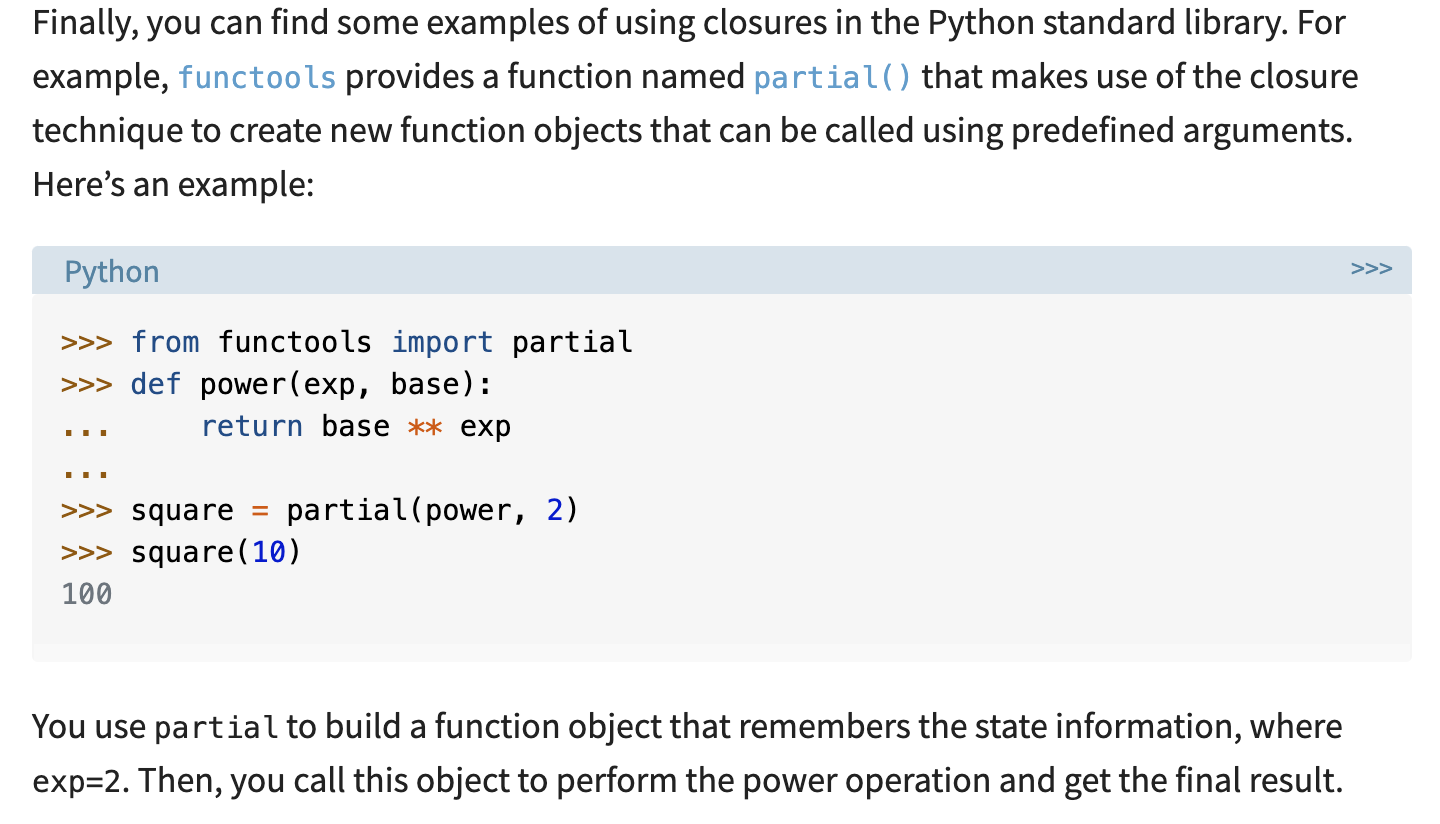 Finally, you can find some examples of using closures in the Python standard library. For
example, functools provides a function named partial() that makes use of the closure
technique to create new function objects that can be called using predefined arguments.
Here’s an example:
Python >>>
>>> from functools import partial
>>> def power(exp, base):
...     return base ** exp
...
>>> square = partial(power, 2)
>>> square(10)
100
You use partial to build a function object that remembers the state information, where
exp=2. Then, you call this object to perform the power operation and get the final result.